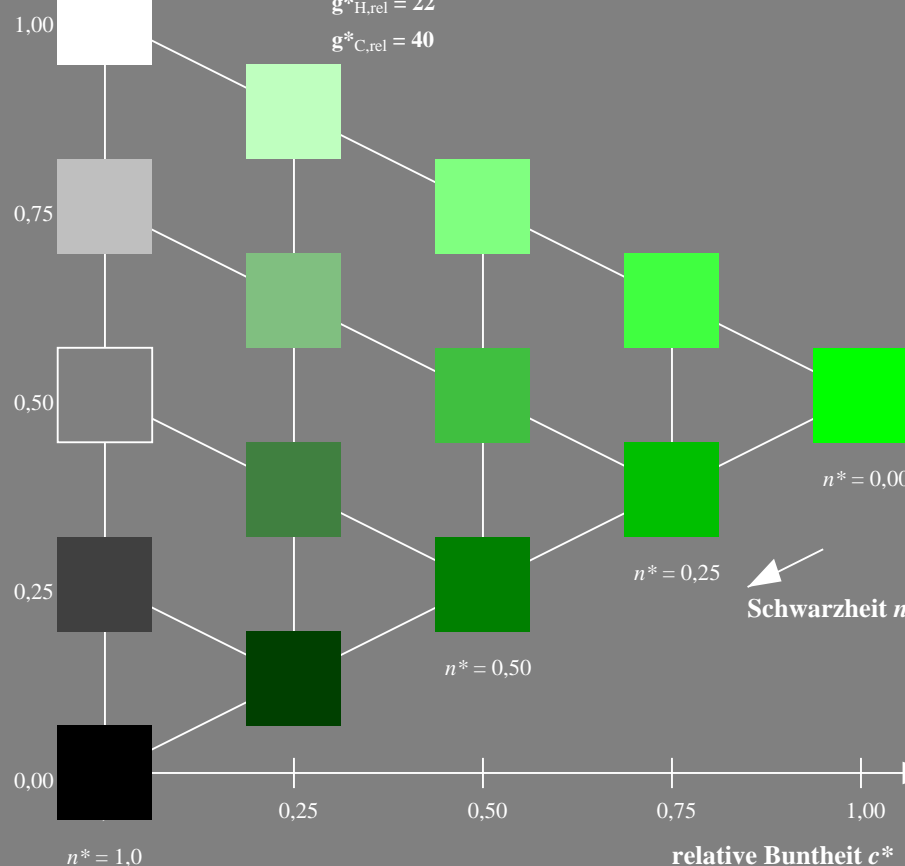 g*H,rel = 22
1,00
g*C,rel = 40
0,75
0,50
n* = 0,00
0,25
n* = 0,25
Schwarzheit n
n* = 0,50
0,00
0,25
0,50
0,75
1,00
n* = 1,0
relative Buntheit c*